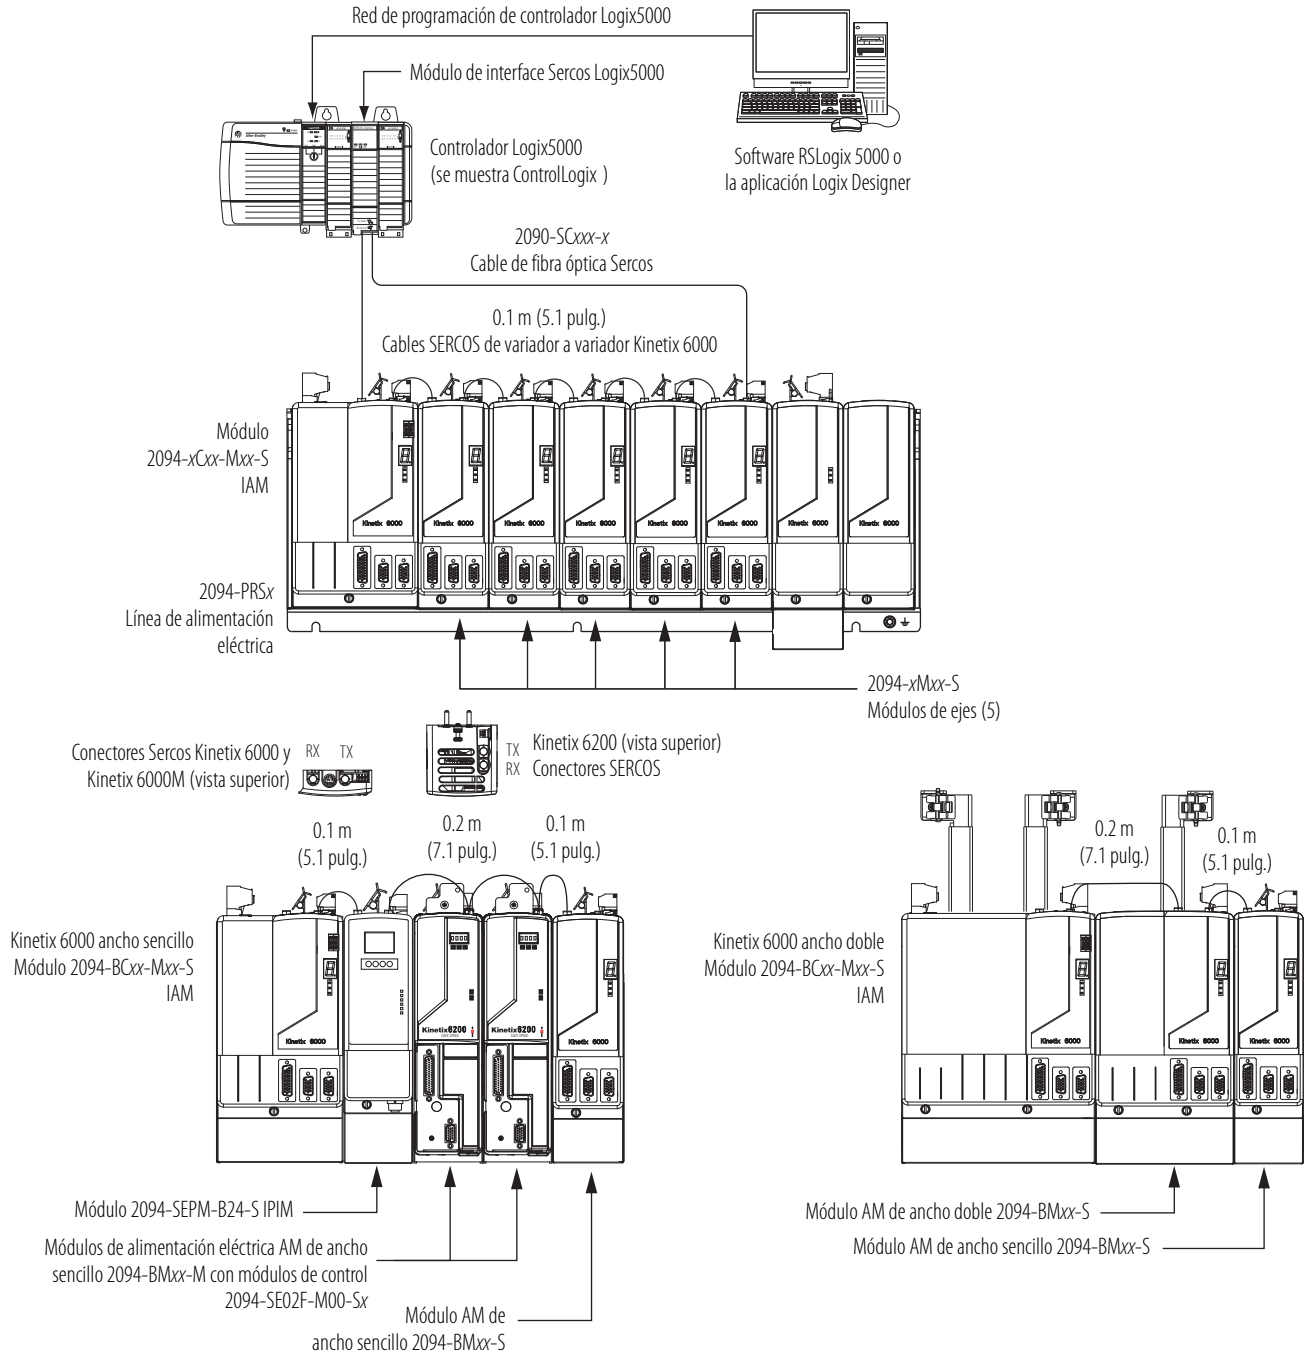 Red de programación de controlador Logix5000
Módulo de interface Sercos Logix5000
Controlador Logix5000
(se muestra ControlLogix )
Software RSLogix 5000 o
la aplicación Logix Designer
2090-SCxxx-x
Cable de fibra óptica Sercos
0.1 m (5.1 pulg.)
Cables SERCOS de variador a variador Kinetix 6000
Módulo
2094-xCxx-Mxx-S
IAM
Kinetix 6000
Kinetix 6000
Kinetix 6000
Kinetix 6000
Kinetix 6000
Kinetix 6000
Kinetix 6000
Kinetix 6000
2094-PRSx
Línea de alimentación
eléctrica
2094-xMxx-S
Módulos de ejes (5)
Conectores Sercos Kinetix 6000 y
Kinetix 6000M (vista superior)
RX TX
TX
RX
Kinetix 6200 (vista superior)
Conectores SERCOS
0.1 m
(5.1 pulg.)
0.2 m
(7.1 pulg.)
0.1 m
(5.1 pulg.)
0.2 m
(7.1 pulg.)
0.1 m
(5.1 pulg.)
Kinetix 6000 ancho sencillo
Módulo 2094-BCxx-Mxx-S
IAM
Kinetix 6000
Kinetix6200
Kinetix6200
Kinetix 6000
Kinetix 6000 ancho doble
Módulo 2094-BCxx-Mxx-S
IAM
Kinetix 6000
Kinetix 6000
Kinetix 6000
Módulo 2094-SEPM-B24-S IPIM
Módulos de alimentación eléctrica AM de ancho
sencillo 2094-BMxx-M con módulos de control
2094-SE02F-M00-Sx
Módulo AM de
ancho sencillo 2094-BMxx-S
Módulo AM de ancho doble 2094-BMxx-S
Módulo AM de ancho sencillo 2094-BMxx-S